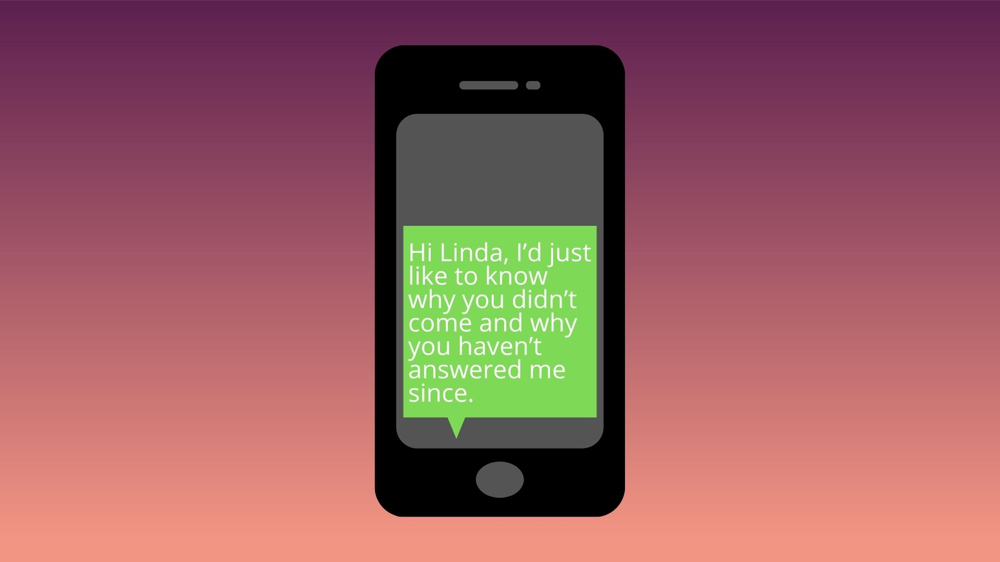 Hi Linda, I’d just
like to know
why you didn’t
come and why
you haven’t
answered me
since.